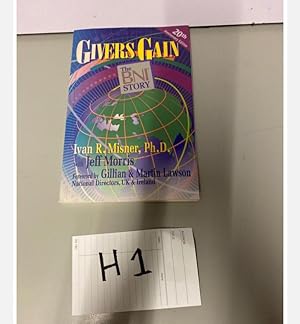 GIVERS GAIN
20th
The
BNI
STORY
Ivan R. Misner, Ph.D.
Jeff Morris
Foreword by Gillian & Martin Lawson
National Directors, UK & Ireland
H1